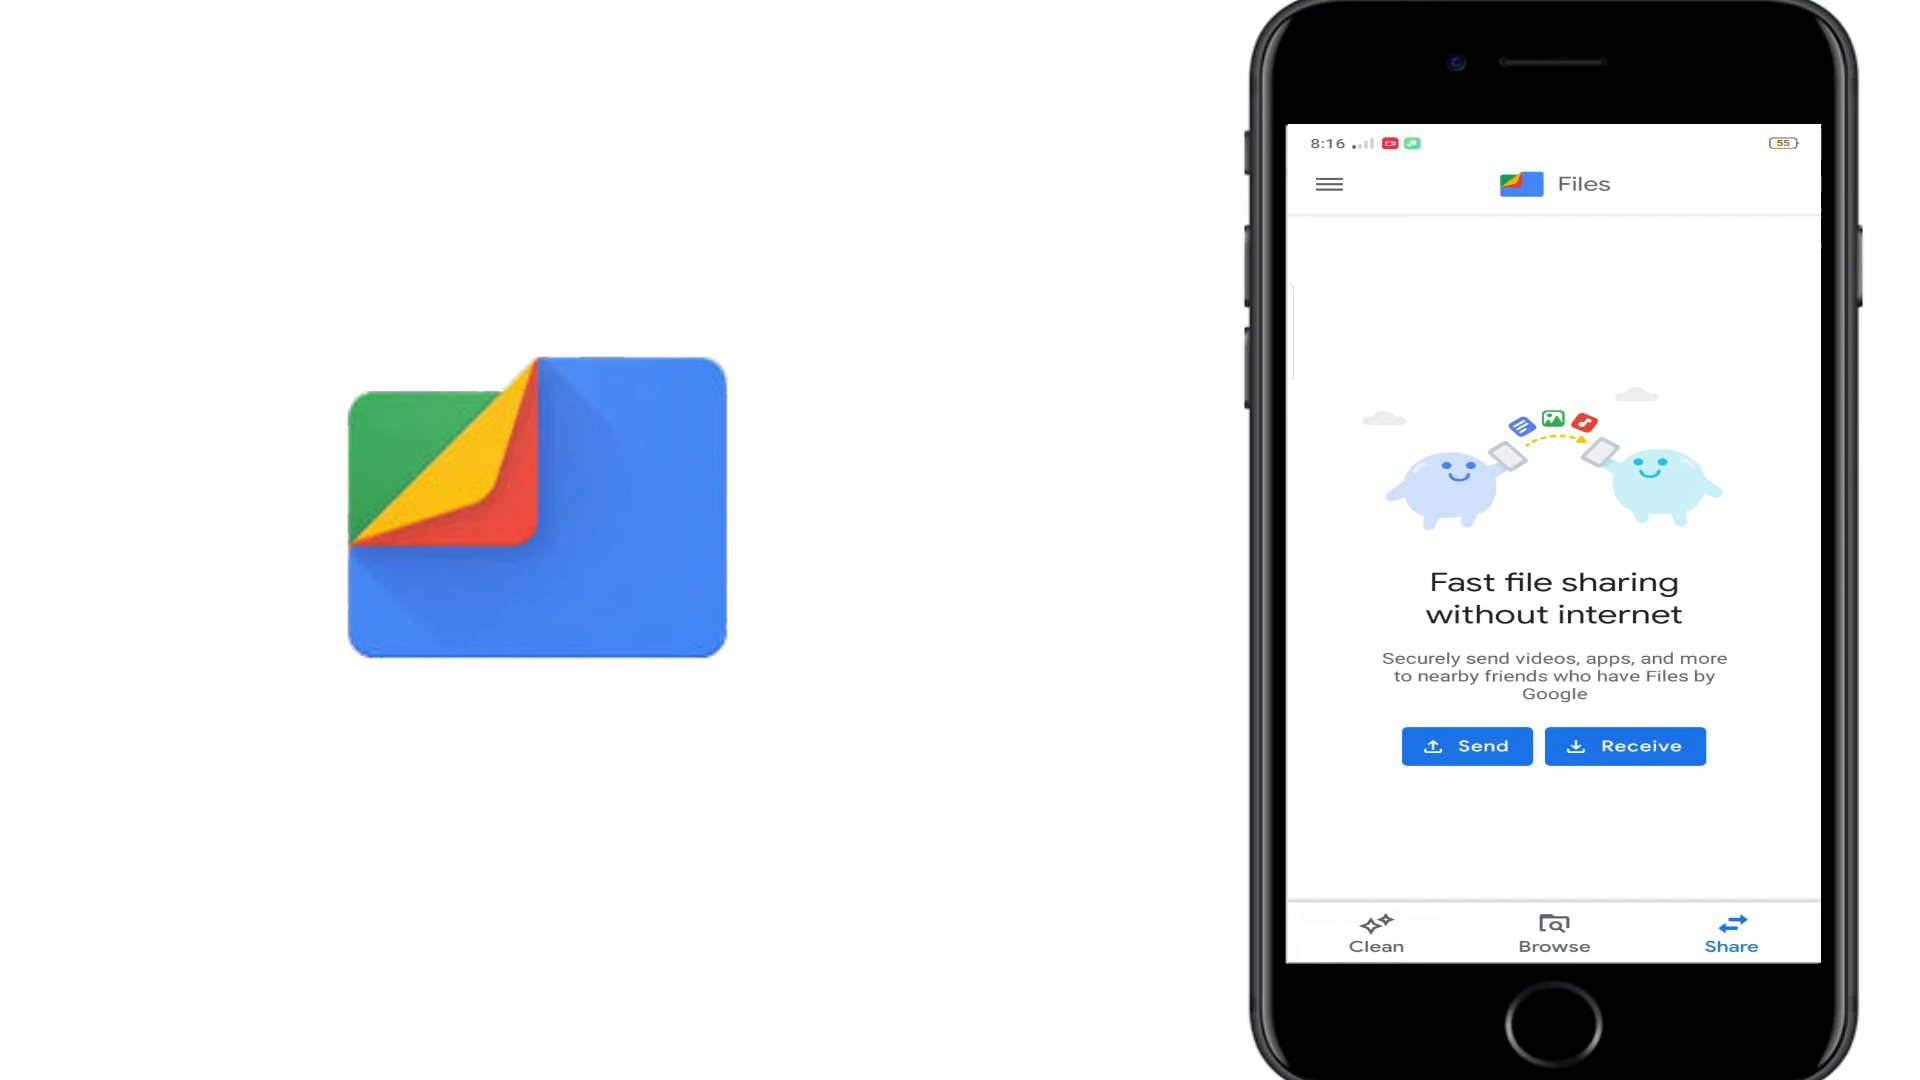 8:16
55
Files
Fast file sharing
without internet
Securely send videos, apps, and more
to nearby friends who have Files by
Google
Send
Receive
Clean
Browse
Share